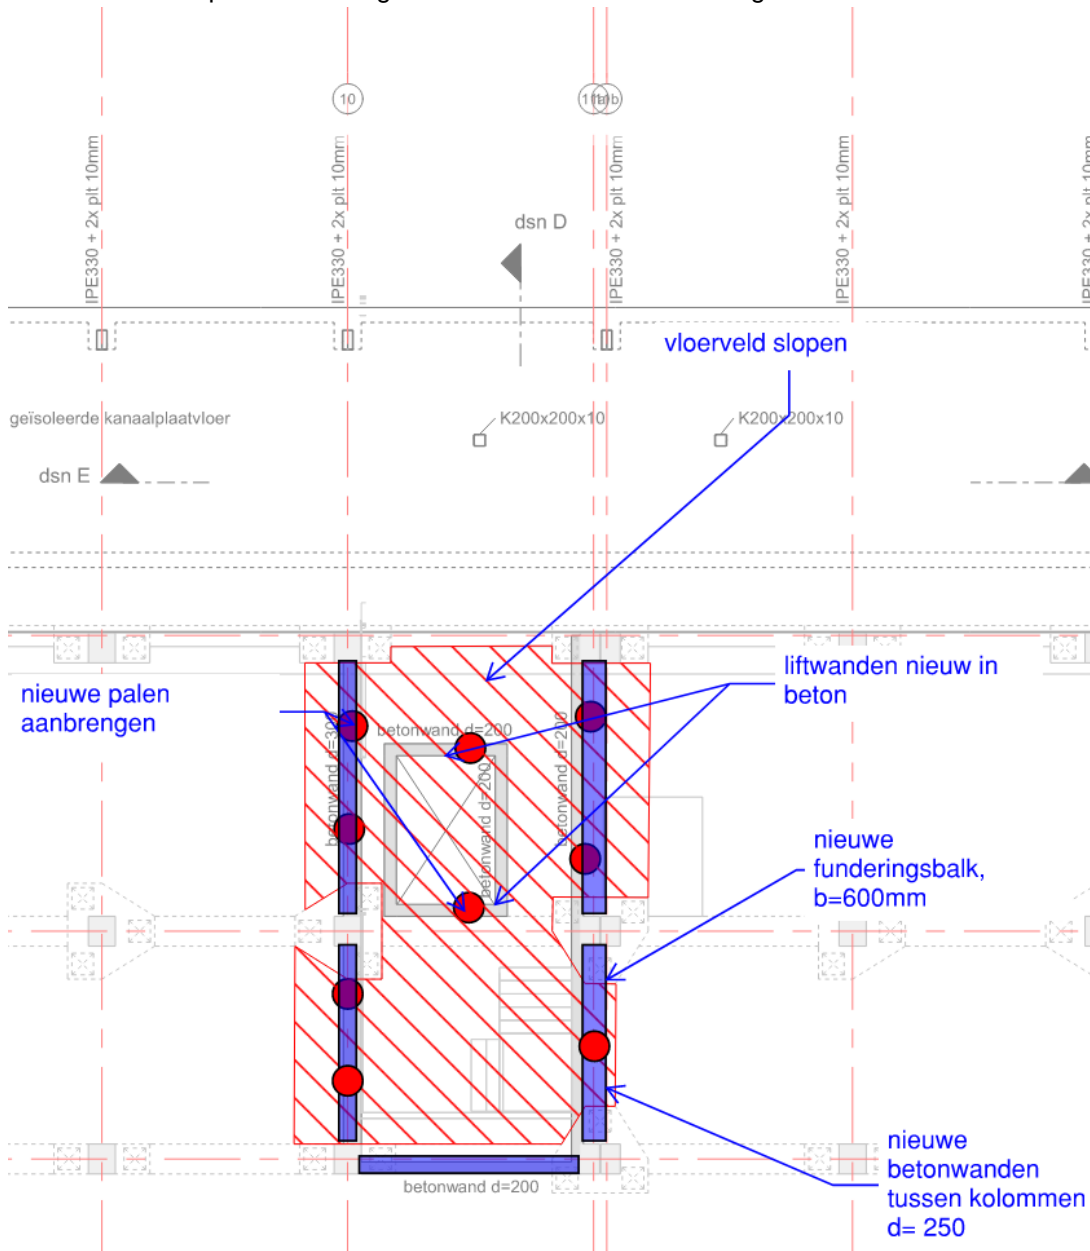 10
IPE330 + 2x plt 10mm
IPE330 + 2x plt 10mm
IPE330 + 2x plt 10mm
IPE330 + 2x plt 10mm
dsn D
vloerveld slopen
geïsoleerde kanaalplaatvloer
K200x200x10
K200x200x10
dsn E
nieuwe palen
aanbrengen
liftwanden nieuw in
beton
betonwand d=200
betonwand d=200
betonwand d=200
nieuwe
funderingsbalk,
b=600mm
nieuwe
betonwanden
tussen kolommen
d= 250
betonwand d=200